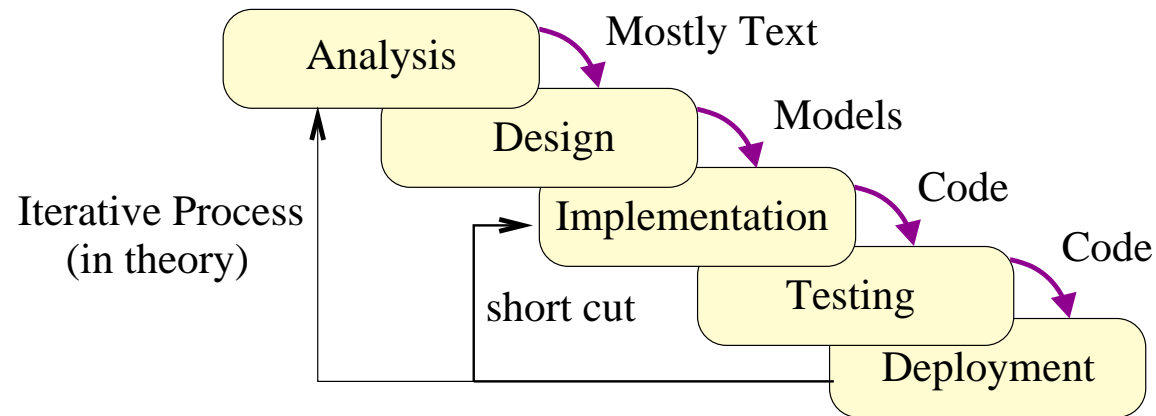 Mostly Text
Analysis
Models
Design
Code
Iterative Process
(in theory)
Implementation
Code
short cut
Testing
Deployment